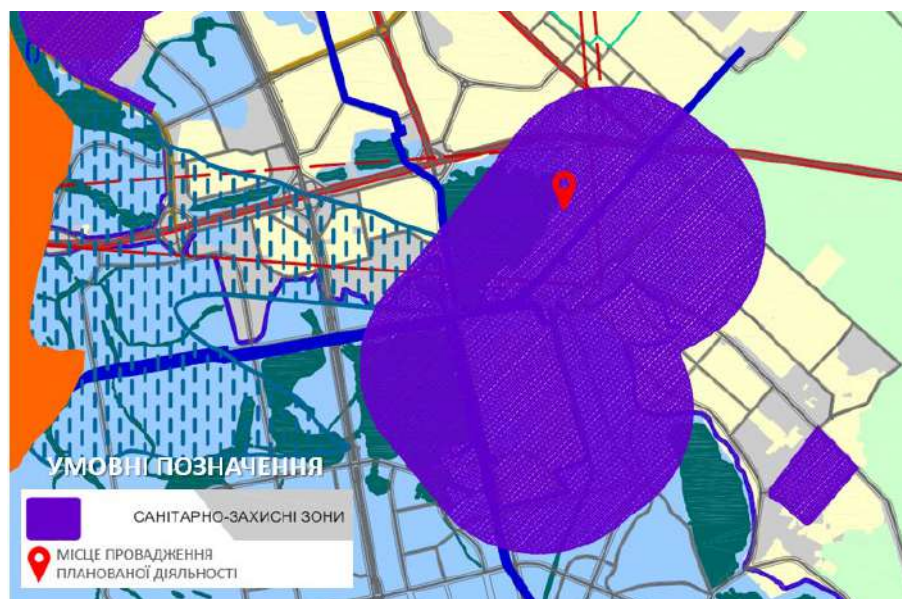 УМОВНІ ПОЗНАЧЕННЯ
САНІТАРНО-ЗАХИСНІ ЗОНИ
МІСЦЕ ПРОВАДЖЕННЯ
ПЛАНОВАНОЇ ДІЯЛЬНОСТІ